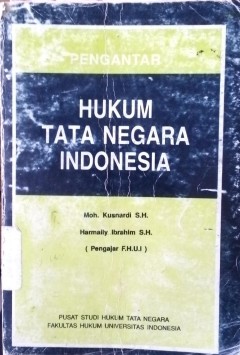 PENGANTAR
HUKUM
TATA NEGARA
INDONESIA
Moh. Kusnardi S.H.
Harmaily Ibrahim S.H.
( Pengajar F.H.U.I )
PUSAT STUDI HUKUM TATA NEGARA
FAKULTAS HUKUM UNIVERSITAS INDONESIA